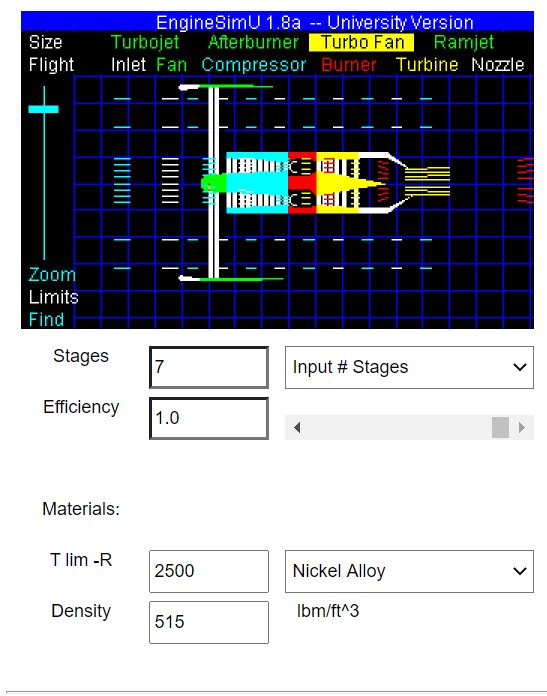 EngineSimU 1.8a -- University Version
Size Turbojet Afterburner Turbo Fan Ramjet
Flight Inlet Fan Compressor Burner Turbine Nozzle
Zoom
Limits
Find
Stages 7 Input # Stages
Efficiency 1.0
Materials:
T lim -R 2500 Nickel Alloy
Density 515 lbm/ft^3